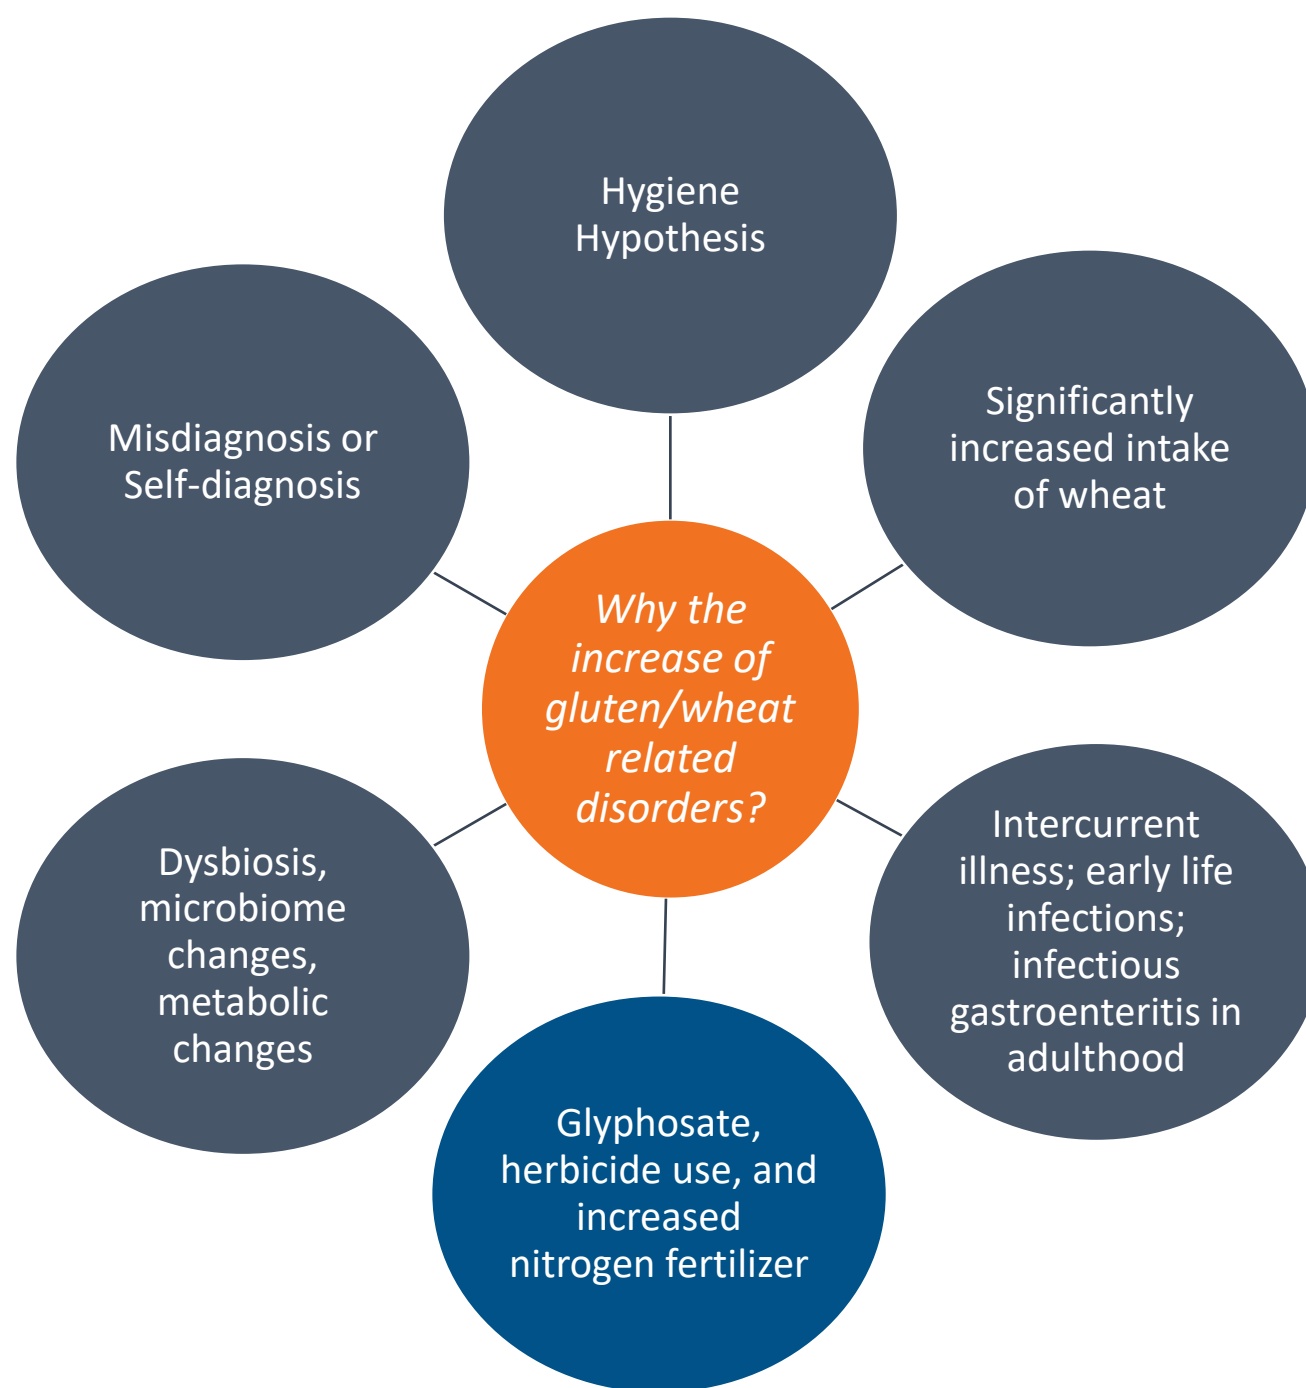 Hygiene
Hypothesis
Significantly
increased intake
of wheat
Intercurrent
illness; early life
infections;
infectious
gastroenteritis in
adulthood
Glyphosate,
herbicide use, and
increased
nitrogen fertilizer
Dysbiosis,
microbiome
changes,
metabolic
changes
Misdiagnosis or
Self-diagnosis
Why the
increase of
gluten/wheat
related
disorders?